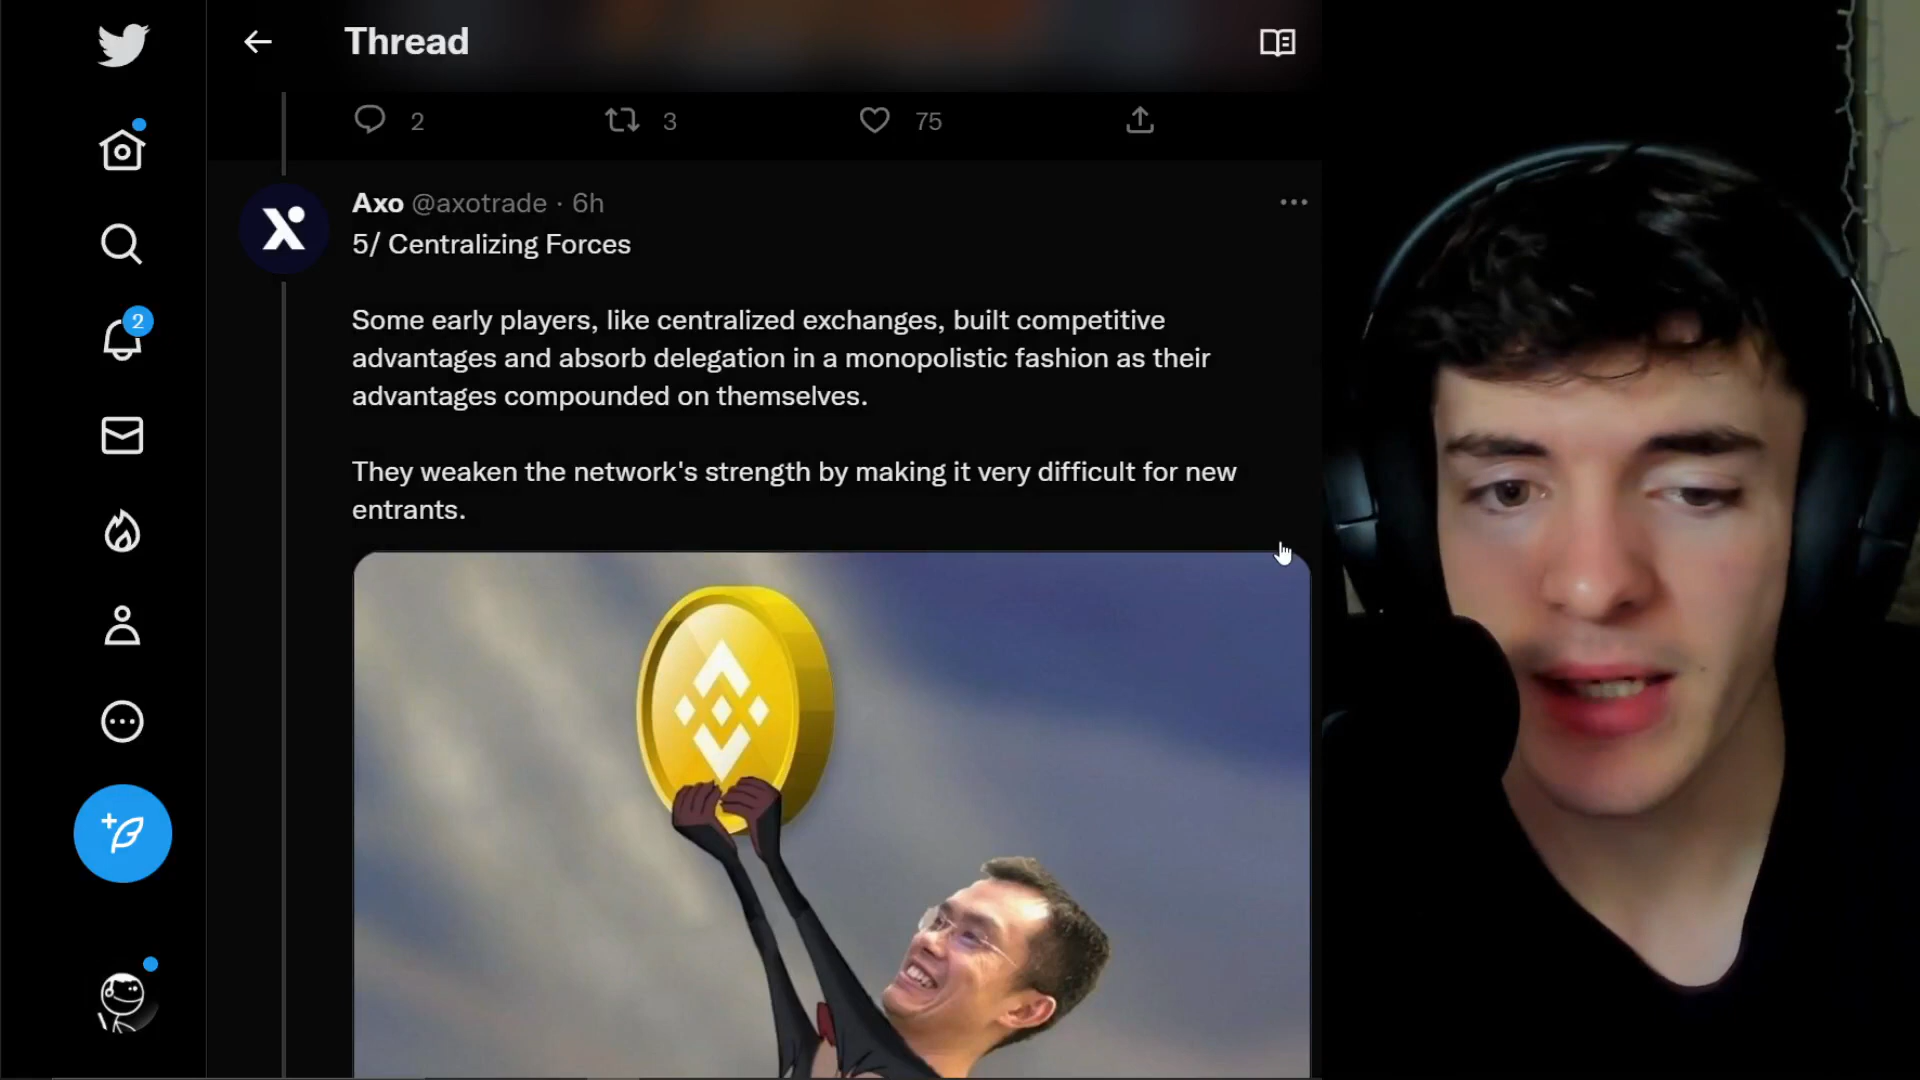 Thread
2 3 75
Axo @axotrade · 6h
5/ Centralizing Forces
Some early players, like centralized exchanges, built competitive
advantages and absorb delegation in a monopolistic fashion as their
advantages compounded on themselves.
They weaken the network's strength by making it very difficult for new
entrants.
2